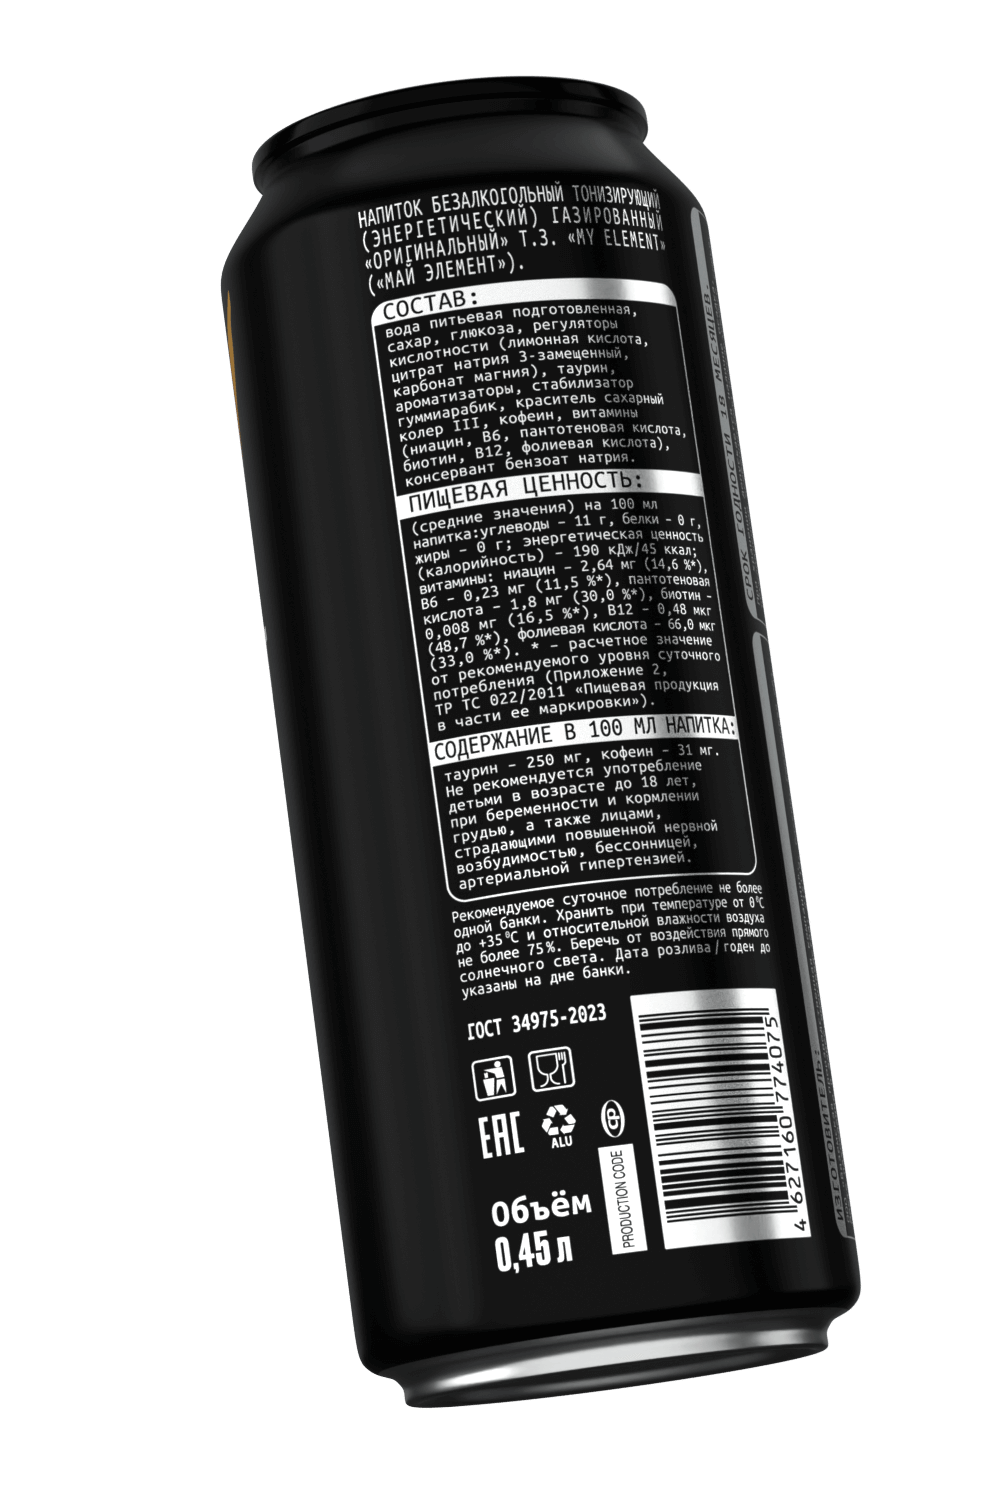 НАПИТОК БЕЗАЛКОГОЛЬНЫЙ ТОНИЗИРУЮЩИЙ
(ЭНЕРГЕТИЧЕСКИЙ) ГАЗИРОВАННЫЙ
«ОРИГИНАЛЬНЫЙ» Т.З. «MY ELEMENT»
(«МАЙ ЭЛЕМЕНТ»).
СОСТАВ:
вода питьевая подготовленная,
сахар, глюкоза, регуляторы
кислотности (лимонная кислота,
цитрат натрия 3-замещенный,
карбонат магния), таурин,
ароматизаторы, стабилизатор
гуммиарабик, краситель сахарный
колер III, кофеин, витамины
(ниацин, В6, пантотеновая кислота,
биотин, В12, фолиевая кислота),
консервант бензоат натрия.
ПИЩЕВАЯ ЦЕННОСТЬ:
(средние значения) на 100 мл
напитка:углеводы – 11 г, белки – 0 г,
жиры – 0 г; энергетическая ценность
(калорийность) – 190 кДж/45 ккал;
витамины: ниацин – 2,64 мг (14,6 %*),
В6 – 0,23 мг (11,5 %*), пантотеновая
кислота – 1,8 мг (30,0 %*), биотин –
0,008 мг (16,5 %*), В12 – 0,48 мкг
(48,7 %*), фолиевая кислота – 66,0 мкг
(33,0 %*). * – расчетное значение
от рекомендуемого уровня суточного
потребления (Приложение 2,
ТР ТС 022/2011 «Пищевая продукция
в части ее маркировки»).
СОДЕРЖАНИЕ В 100 МЛ НАПИТКА:
таурин – 250 мг, кофеин – 31 мг.
Не рекомендуется употребление
детьми в возрасте до 18 лет,
при беременности и кормлении
грудью, а также лицами,
страдающими повышенной нервной
возбудимостью, бессонницей,
артериальной гипертензией.
Рекомендуемое суточное потребление не более
одной банки. Хранить при температуре от 0°С
до +35°С и относительной влажности воздуха
не более 75%. Беречь от воздействия прямого
солнечного света. Дата розлива/годен до
указаны на дне банки.
ГОСТ 34975-2023
ЕАС
ALU
Объём
0,45 л
PRODUCTION CODE
4 627160 774075
СРОК ГОДНОСТИ 18 МЕСЯЦЕВ.
ИЗГОТОВИТЕЛЬ: